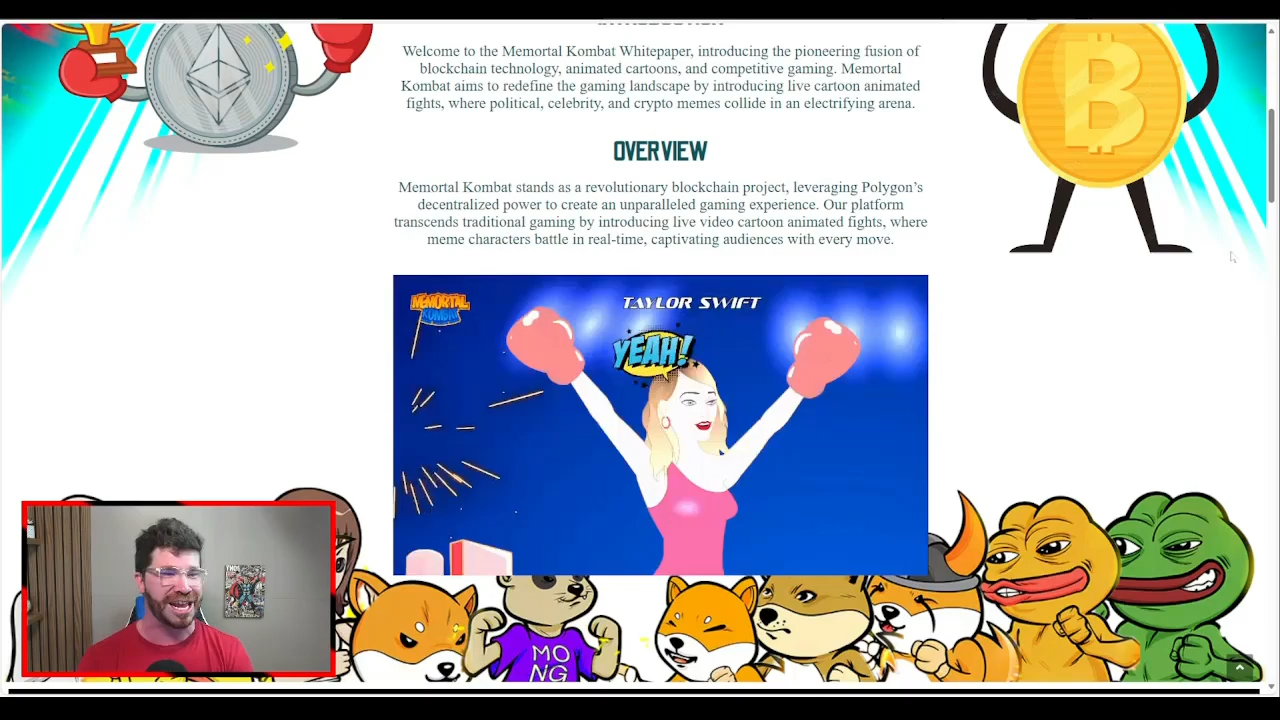 INTRODUCTION
Welcome to the Memortal Kombat Whitepaper, introducing the pioneering fusion of
blockchain technology, animated cartoons, and competitive gaming. Memortal
Kombat aims to redefine the gaming landscape by introducing live cartoon animated
fights, where political, celebrity, and crypto memes collide in an electrifying arena.
OVERVIEW
Memortal Kombat stands as a revolutionary blockchain project, leveraging Polygon’s
decentralized power to create an unparalleled gaming experience. Our platform
transcends traditional gaming by introducing live video cartoon animated fights, where
meme characters battle in real-time, captivating audiences with every move.
MEMORTAL
KOMBAT
TAYLOR SWIFT
YEAH!
MO
NG